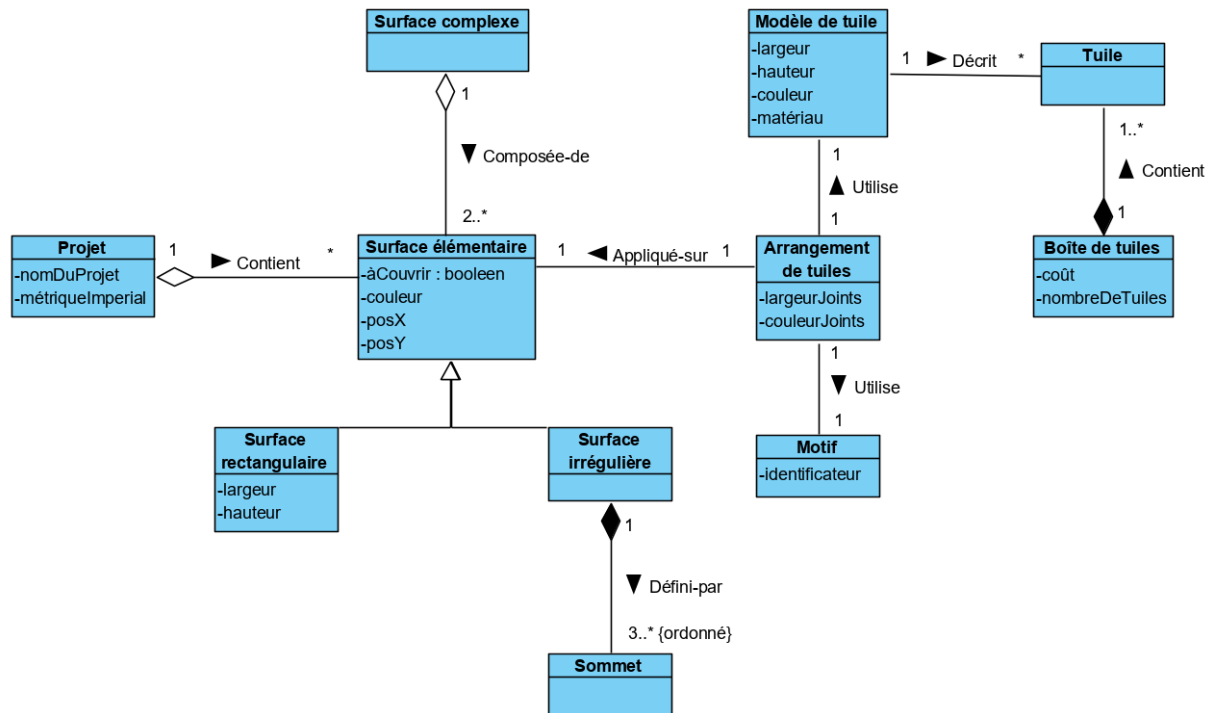 Surface complexe
1
Composée-de
2..*
Modèle de tuile
-largeur
-hauteur
-couleur
-matériau
1
Décrit
*
Tuile
1..*
Contient
1
Boîte de tuiles
-coût
-nombreDeTuiles
1
Utilise
1
Projet
-nomDuProjet
-métriqueImperial
1
Contient
*
Surface élémentaire
-àCouvrir : booleen
-couleur
-posX
-posY
1
Appliqué-sur
1
Arrangement
de tuiles
-largeurJoints
-couleurJoints
1
Utilise
1
Motif
-identificateur
Surface
rectangulaire
-largeur
-hauteur
Surface
irrégulière
1
Défini-par
3..* {ordonné}
Sommet